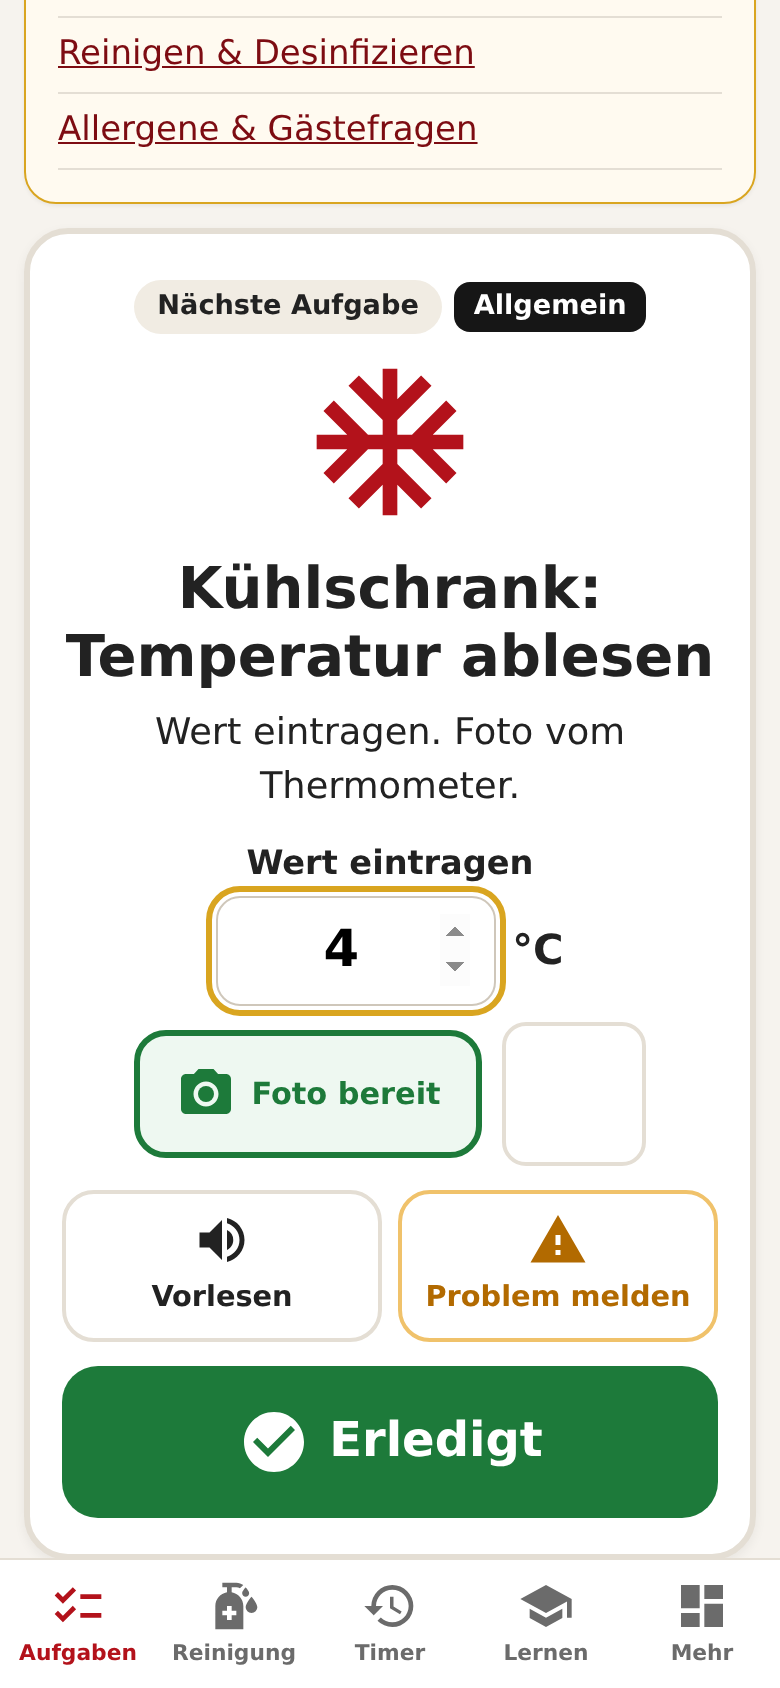 Reinigen & Desinfizieren
Allergene & Gästefragen
Nächste Aufgabe
Allgemein
Kühlschrank:
Temperatur ablesen
Wert eintragen. Foto vom
Thermometer.
Wert eintragen
4
°C
Foto bereit
Vorlesen
Problem melden
Erledigt
Aufgaben
Reinigung
Timer
Lernen
Mehr